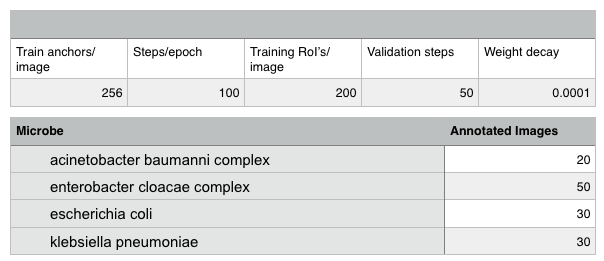 Train anchors/ image Steps/epoch Training RoI's/ image Validation steps Weight decay
256 100 200 50 0.0001
Microbe Annotated Images
acinetobacter baumanni complex 20
enterobacter cloacae complex 50
escherichia coli 30
klebsiella pneumoniae 30